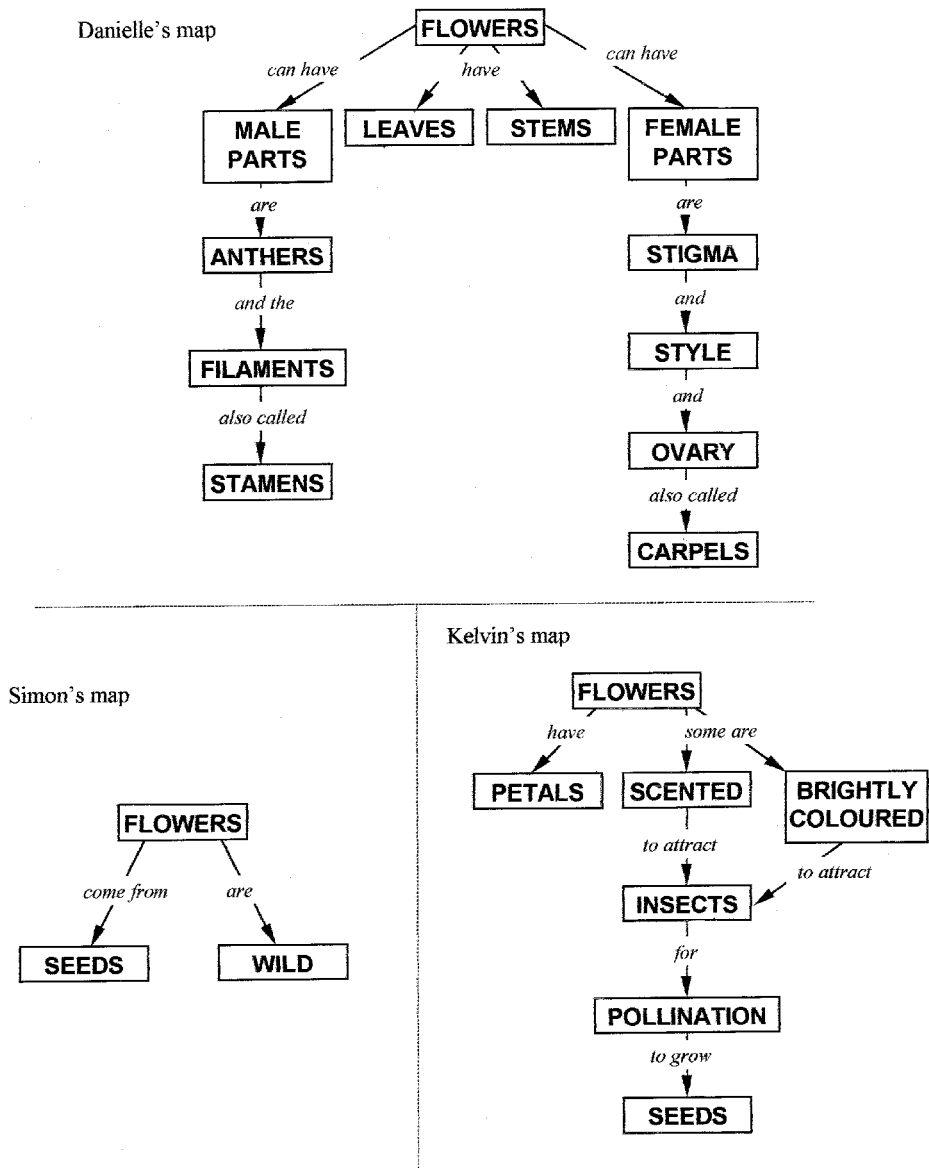 Danielle's map
FLOWERS
can have
have
can have
MALE
PARTS
LEAVES
STEMS
FEMALE
PARTS
are
are
ANTHERS
STIGMA
and the
and
FILAMENTS
STYLE
also called
and
STAMENS
OVARY
also called
CARPELS
Simon's map
FLOWERS
come from
are
SEEDS
WILD
Kelvin's map
FLOWERS
have
some are
PETALS
SCENTED
BRIGHTLY
COLOURED
to attract
to attract
INSECTS
for
POLLINATION
to grow
SEEDS